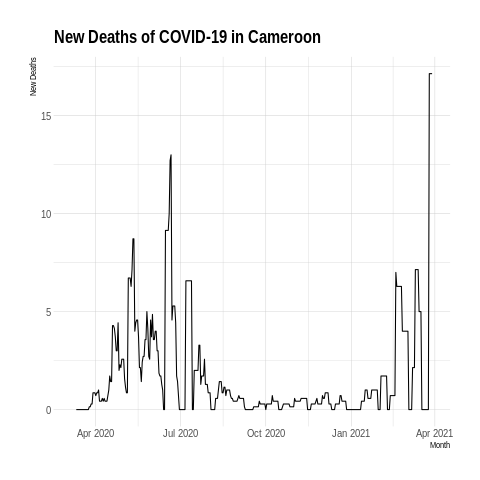 New Deaths of COVID-19 in Cameroon
New Deaths
15
10
5
0
Apr 2020 Jul 2020 Oct 2020 Jan 2021 Apr 2021
Month